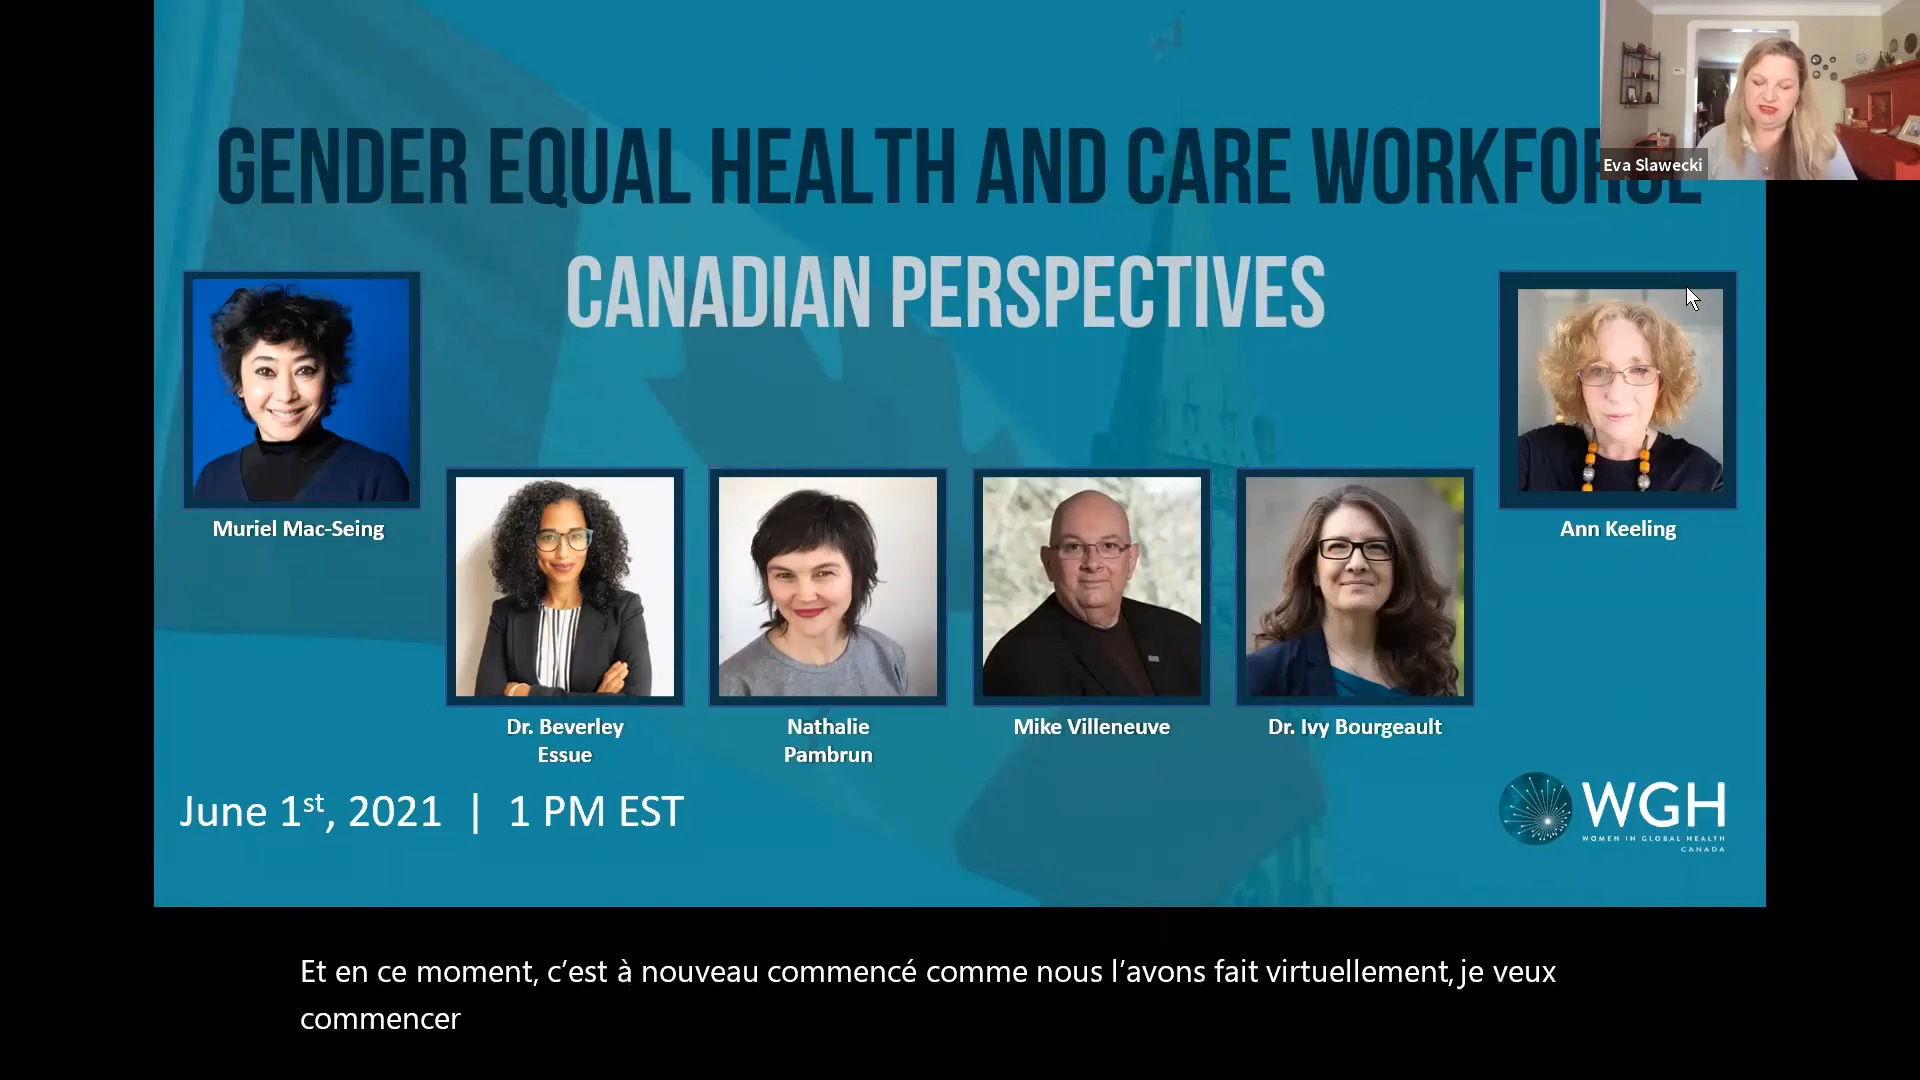 GENDER EQUAL HEALTH AND CARE WORKFORCE
Eva Slawecki
CANADIAN PERSPECTIVES
Muriel Mac-Seing
Ann Keeling
Dr. Beverley
Essue
Nathalie
Pambrun
Mike Villeneuve
Dr. Ivy Bourgeault
June 1st, 2021 | 1 PM EST
WGH
WOMEN IN GLOBAL HEALTH
CANADA
Et en ce moment, c’est à nouveau commencé comme nous l’avons fait virtuellement, je veux
commencer